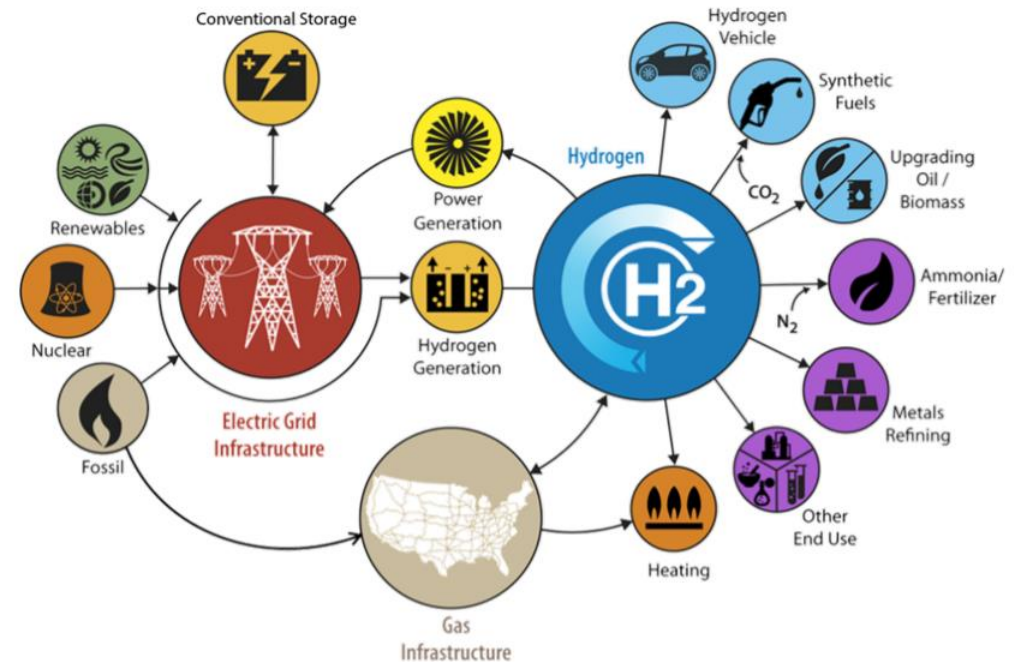 Conventional Storage
Hydrogen
Vehicle
Synthetic
Fuels
Hydrogen
CO2
Upgrading
Oil /
Biomass
Renewables
Power
Generation
H2
Ammonia/
Fertilizer
N2
Nuclear
Hydrogen
Generation
Metals
Refining
Electric Grid
Infrastructure
Fossil
Other
End Use
Heating
Gas
Infrastructure